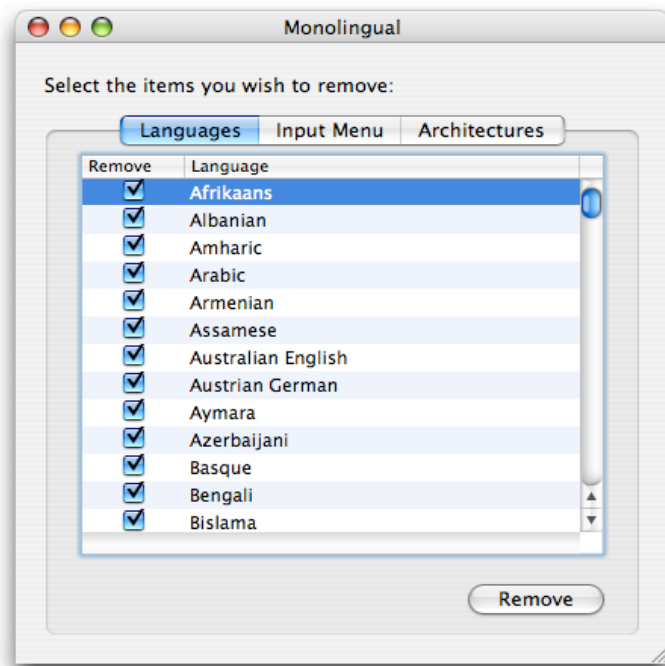 Monolingual
Select the items you wish to remove:
Languages Input Menu Architectures
Remove Language
Afrikaans
Albanian
Amharic
Arabic
Armenian
Assamese
Australian English
Austrian German
Aymara
Azerbaijani
Basque
Bengali
Bislama
Remove